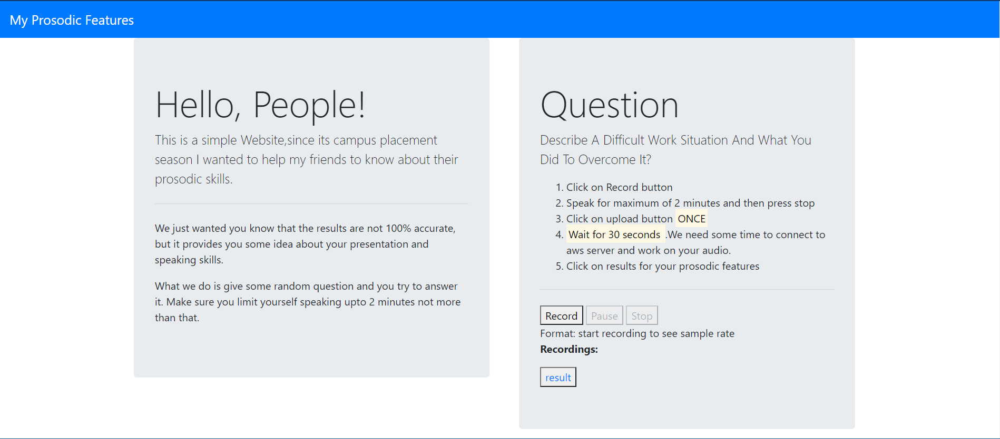 My Prosodic Features
Hello, People!
This is a simple Website,since its campus placement
season I wanted to help my friends to know about their
prosodic skills.
We just wanted you know that the results are not 100% accurate,
but it provides you some idea about your presentation and
speaking skills.
What we do is give some random question and you try to answer
it. Make sure you limit yourself speaking upto 2 minutes not more
than that.
Question
Describe A Difficult Work Situation And What You
Did To Overcome It?
1. Click on Record button
2. Speak for maximum of 2 minutes and then press stop
3. Click on upload button ONCE
4. Wait for 30 seconds .We need some time to connect to
aws server and work on your audio.
5. Click on results for your prosodic features
Record Pause Stop
Format: start recording to see sample rate
Recordings:
result